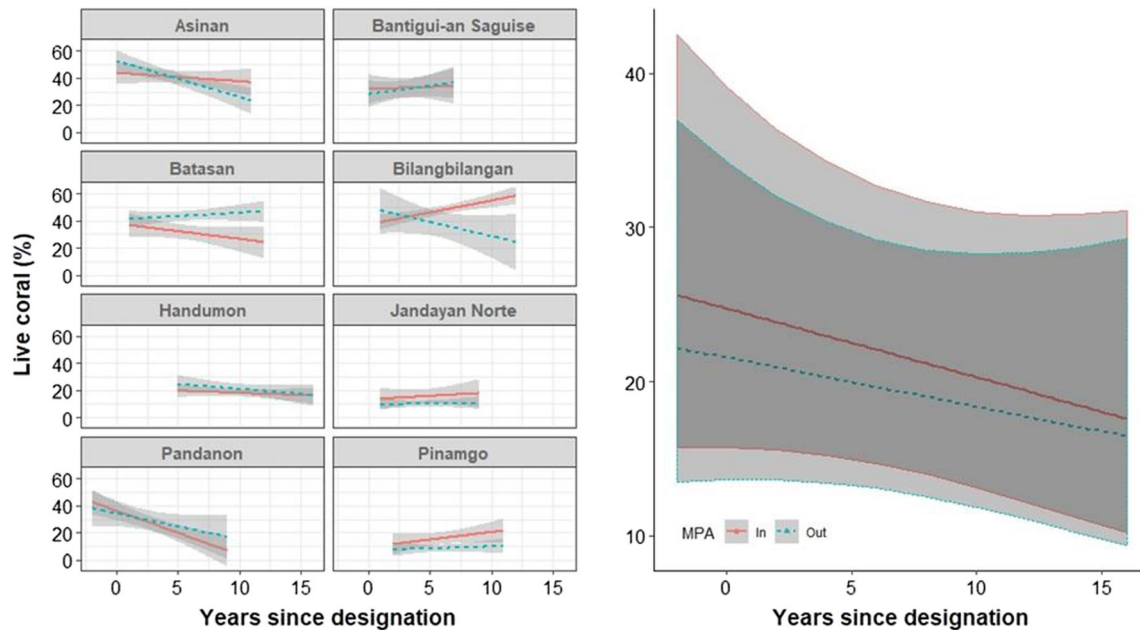 Asinan
Bantigui-an Saguise
60
40
20
0
Batasan
Bilangbilangan
60
40
20
0
Handumon
Jandayan Norte
60
40
20
0
Pandanon
Pinamgo
60
40
20
0
0 5 10 15
0 5 10 15
Live coral (%)
Years since designation
40
30
20
10
MPA In Out
0 5 10 15
Years since designation